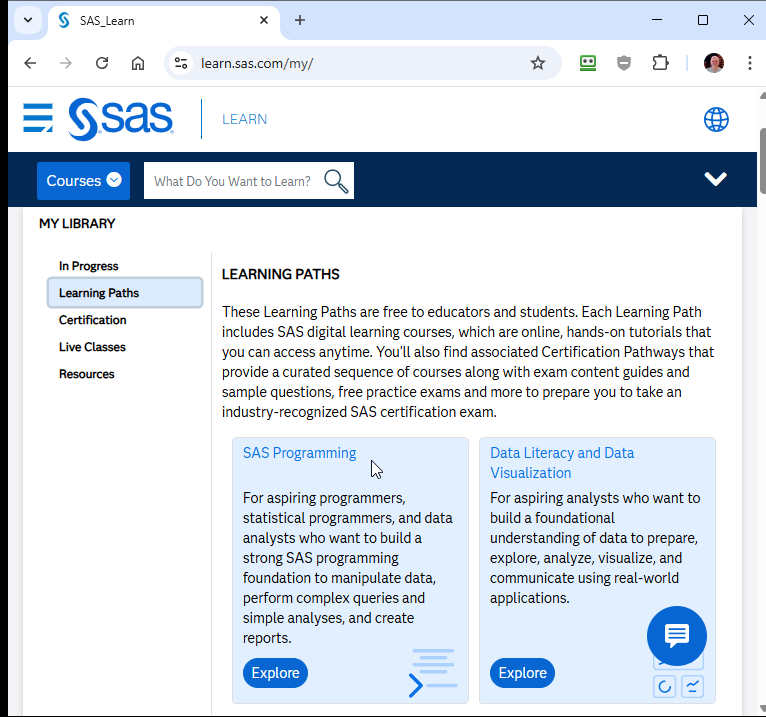 SAS_Learn
learn.sas.com/my/
sas
LEARN
Courses
What Do You Want to Learn?
MY LIBRARY
In Progress
Learning Paths
Certification
Live Classes
Resources
LEARNING PATHS
These Learning Paths are free to educators and students. Each Learning Path
includes SAS digital learning courses, which are online, hands-on tutorials that
you can access anytime. You'll also find associated Certification Pathways that
provide a curated sequence of courses along with exam content guides and
sample questions, free practice exams and more to prepare you to take an
industry-recognized SAS certification exam.
SAS Programming
For aspiring programmers,
statistical programmers, and data
analysts who want to build a
strong SAS programming
foundation to manipulate data,
perform complex queries and
simple analyses, and create
reports.
Explore
Data Literacy and Data
Visualization
For aspiring analysts who want to
build a foundational
understanding of data to prepare,
explore, analyze, visualize, and
communicate using real-world
applications.
Explore